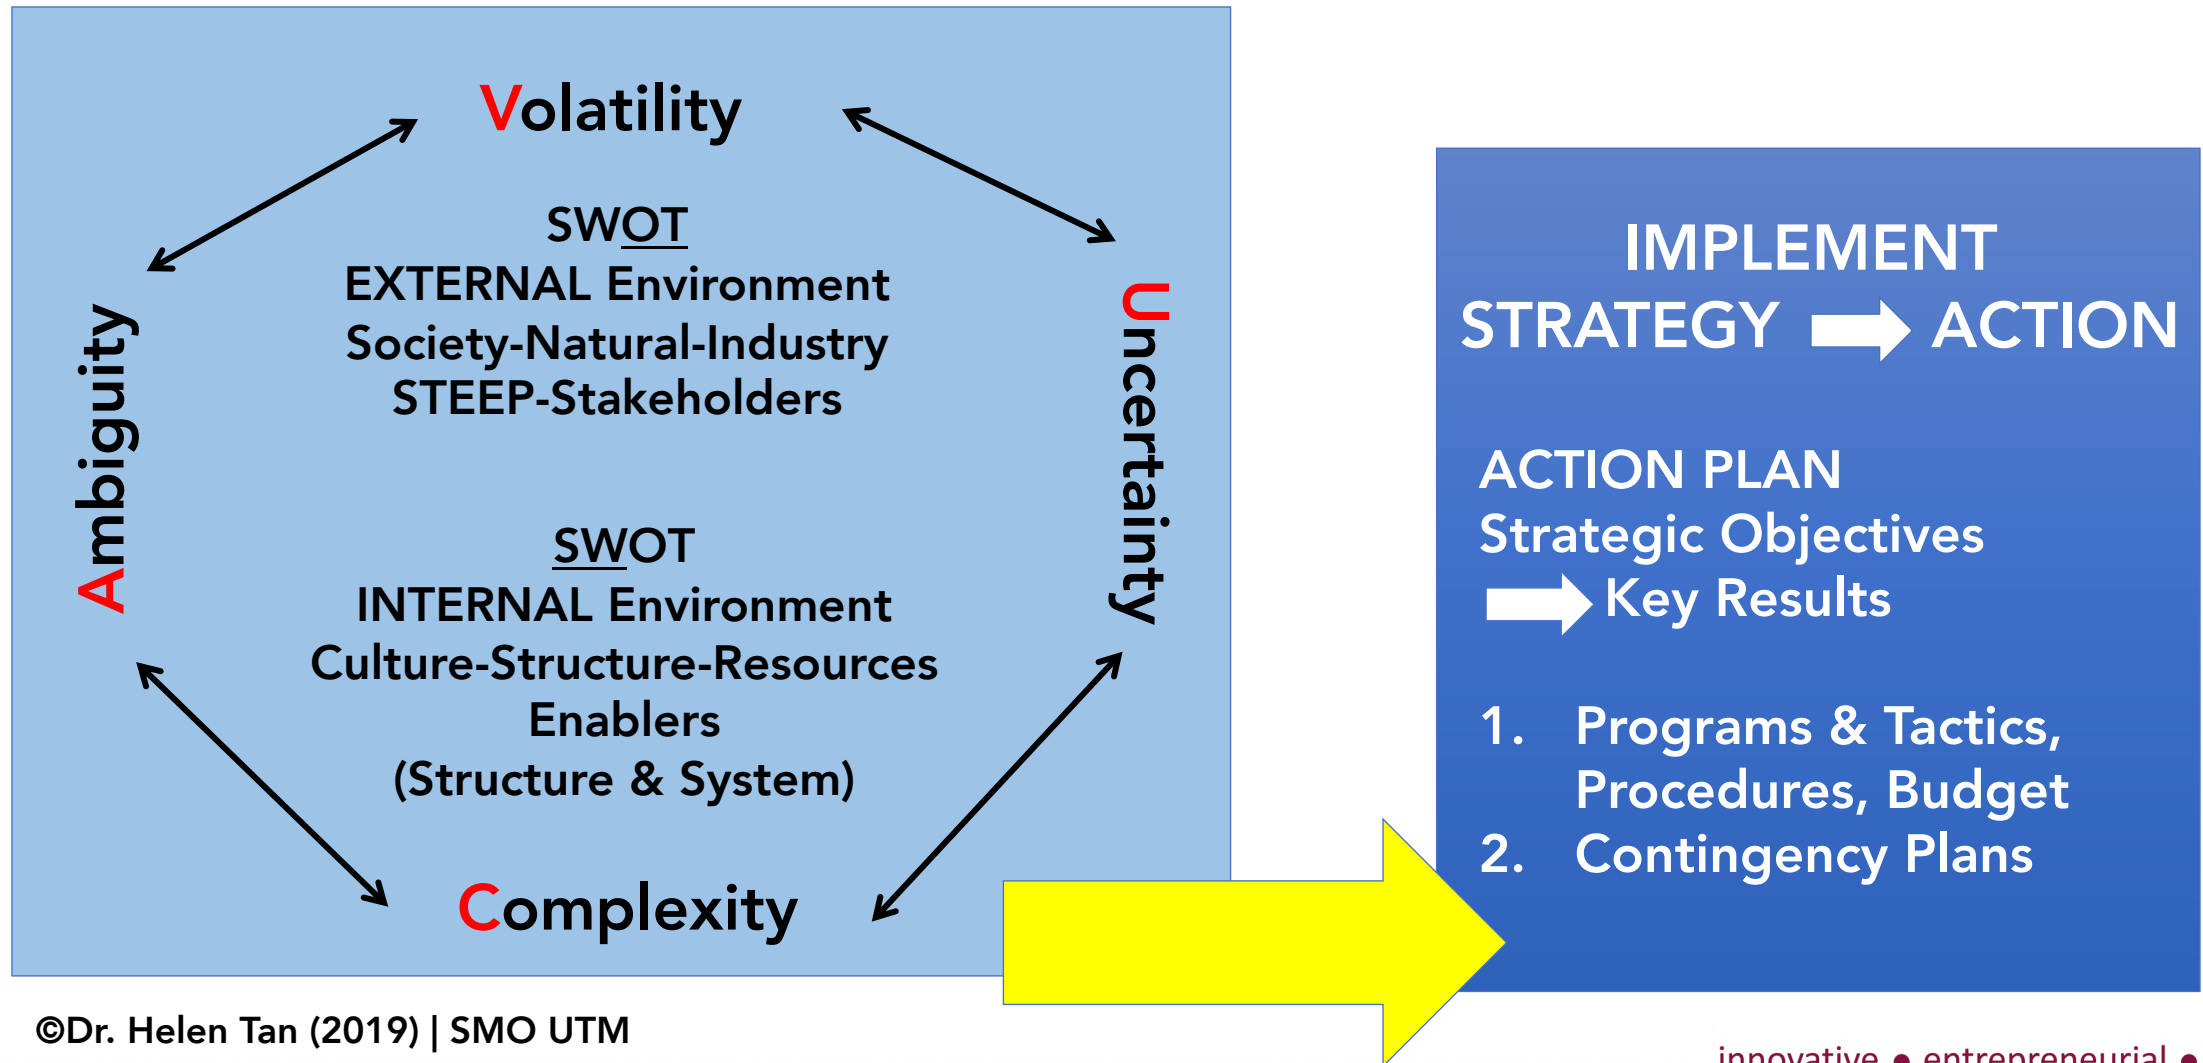 Volatility
SWOT
EXTERNAL Environment
Society-Natural-Industry
STEEP-Stakeholders
Ambiguity
Uncertainty
SWOT
INTERNAL Environment
Culture-Structure-Resources
Enablers
(Structure & System)
Complexity
IMPLEMENT
STRATEGY ACTION
ACTION PLAN
Strategic Objectives
Key Results
1. Programs & Tactics,
Procedures, Budget
2. Contingency Plans
©Dr. Helen Tan (2019) | SMO UTM
innovative ● entrepreneurial ●